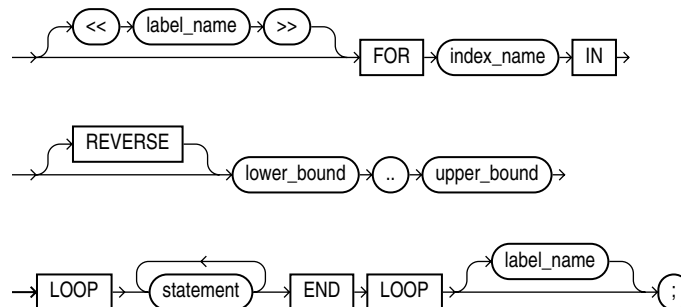 << label_name >>
FOR index_name IN
REVERSE
lower_bound .. upper_bound
label_name
LOOP statement END LOOP ;